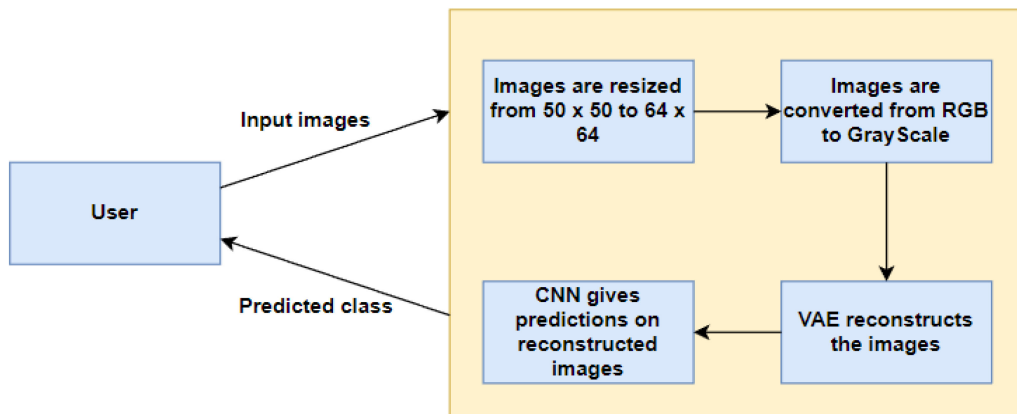 Images are resized
from 50 x 50 to 64 x
64
Images are
converted from RGB
to GrayScale
Input images
User
Predicted class
CNN gives
predictions on
reconstructed
images
VAE reconstructs
the images